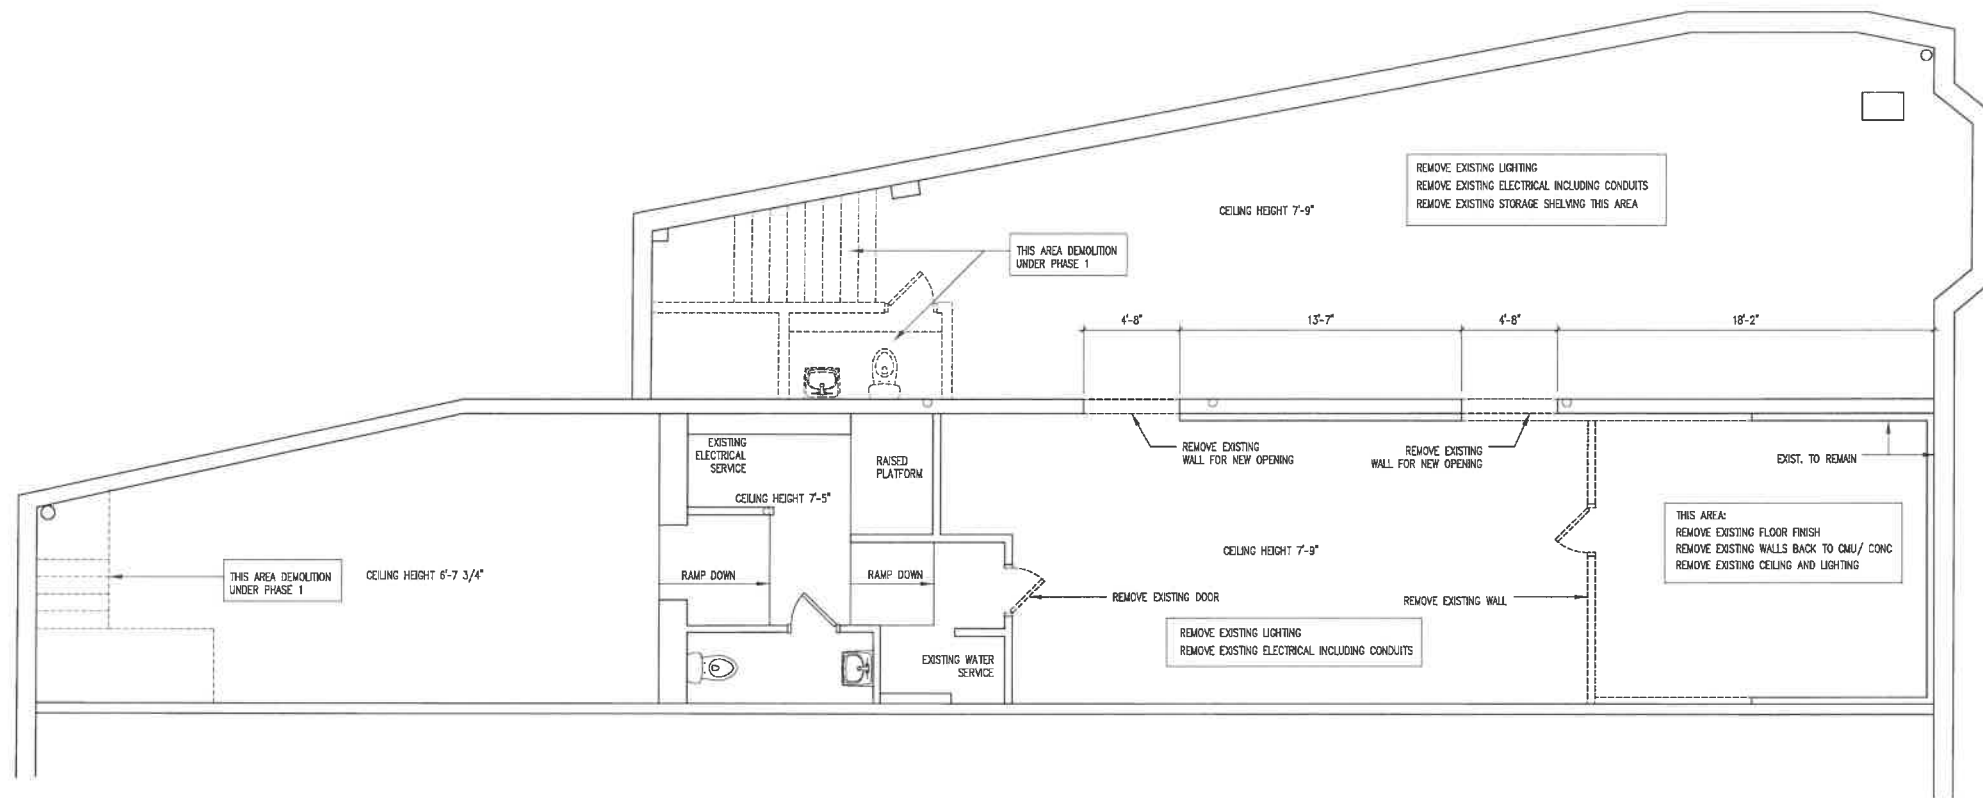 REMOVE EXISTING LIGHTING
REMOVE EXISTING ELECTRICAL INCLUDING CONDUITS
REMOVE EXISTING STORAGE SHELVING THIS AREA
CEILING HEIGHT 7'-9"
THIS AREA DEMOLITION
UNDER PHASE 1
4'-8"
13'-7"
4'-8"
18'-2"
EXISTING
ELECTRICAL
SERVICE
RAISED
PLATFORM
REMOVE EXISTING
WALL FOR NEW OPENING
REMOVE EXISTING
WALL FOR NEW OPENING
EXIST. TO REMAIN
CEILING HEIGHT 7'-5"
THIS AREA:
REMOVE EXISTING FLOOR FINISH
REMOVE EXISTING WALLS BACK TO CMU/ CONC
REMOVE EXISTING CEILING AND LIGHTING
CEILING HEIGHT 7'-9"
THIS AREA DEMOLITION
UNDER PHASE 1
CEILING HEIGHT 6'-7 3/4"
RAMP DOWN
RAMP DOWN
REMOVE EXISTING DOOR
REMOVE EXISTING WALL
REMOVE EXISTING LIGHTING
REMOVE EXISTING ELECTRICAL INCLUDING CONDUITS
EXISTING WATER
SERVICE